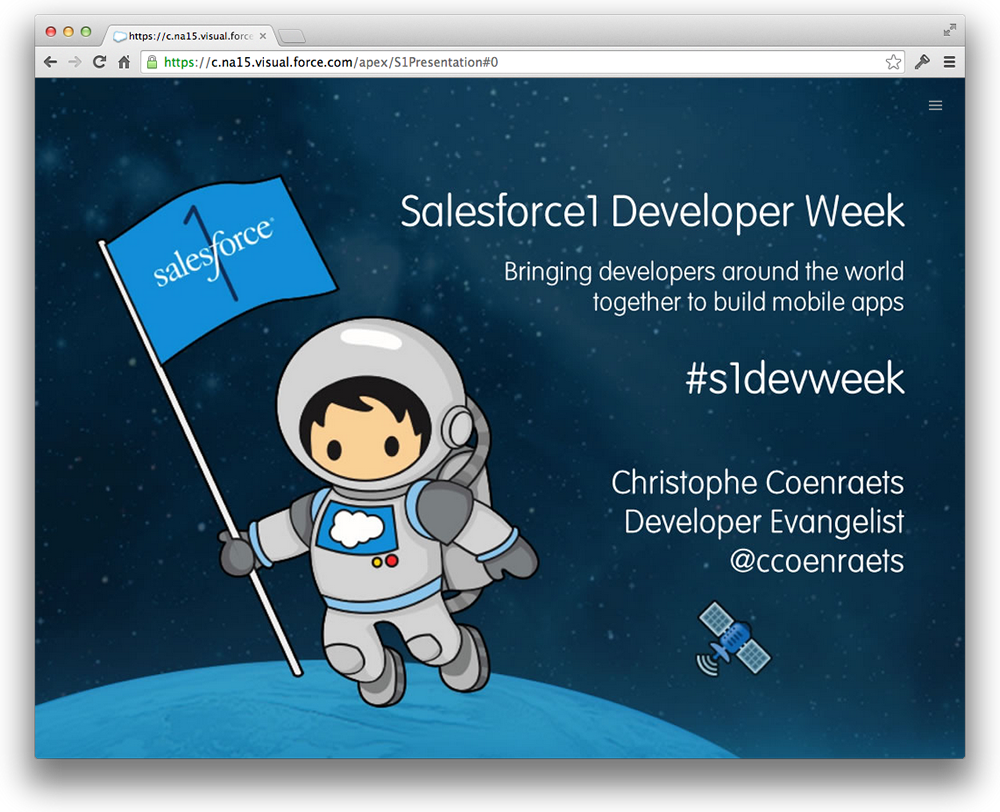 https://c.na15.visual.force
https://c.na15.visual.force.com/apex/S1Presentation#0
1
salesforce
Salesforce1 Developer Week
Bringing developers around the world
together to build mobile apps
#s1devweek
Christophe Coenraets
Developer Evangelist
@ccoenraets